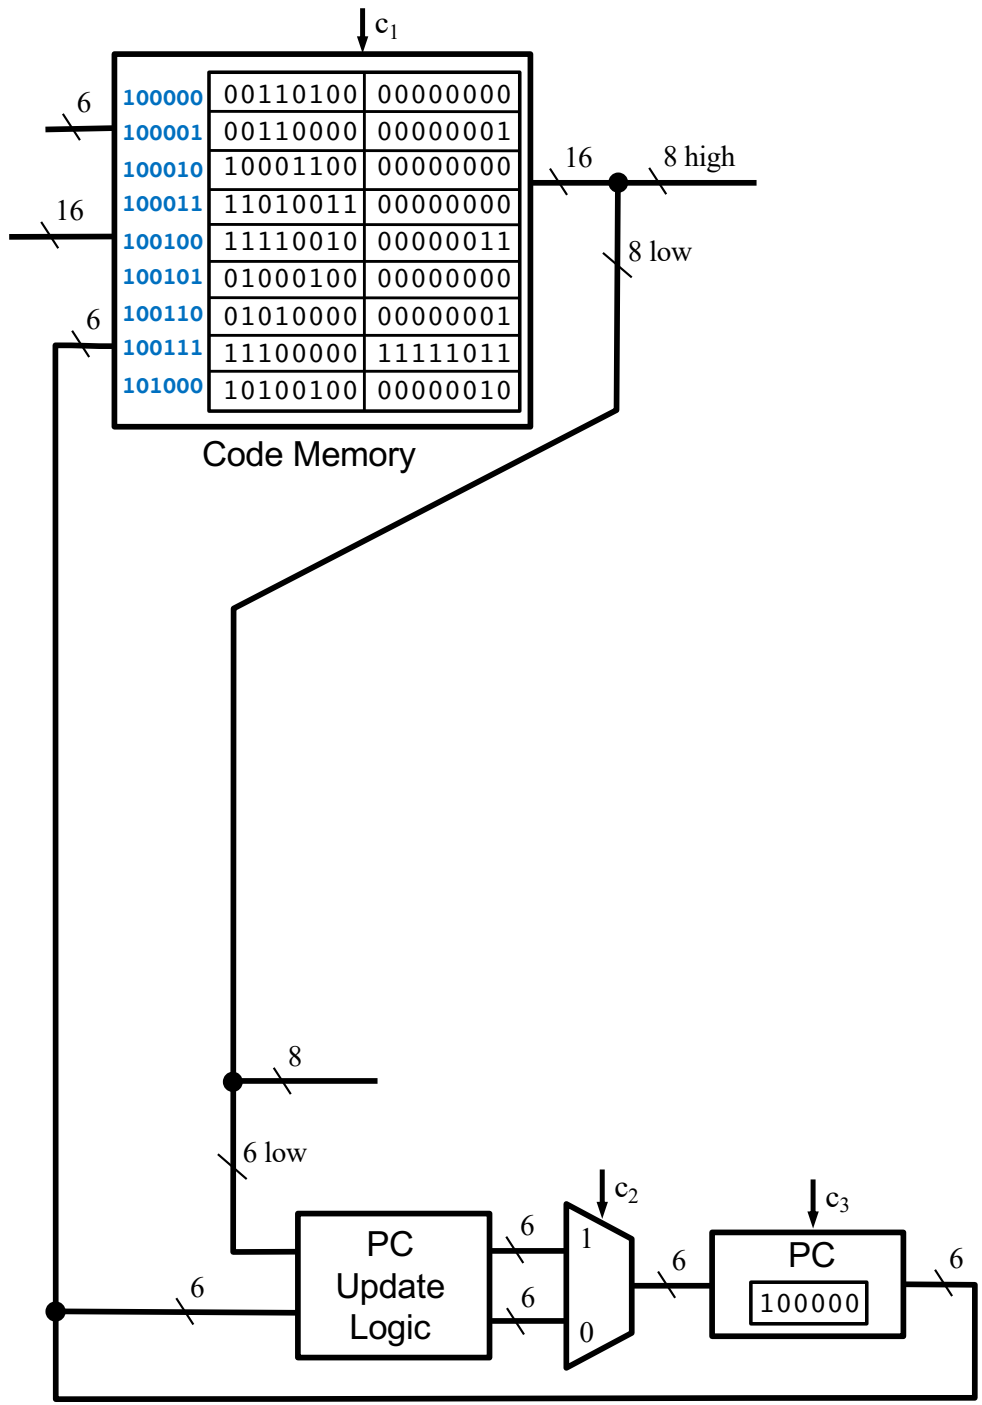 c1
100000 00110100 00000000
6
100001 00110000 00000001
100010 10001100 00000000
16
8 high
100011 11010011 00000000
16
100100 11110010 00000011
8 low
100101 01000100 00000000
100110 01010000 00000001
6
100111 11100000 11111011
101000 10100100 00000010
Code Memory
8
6 low
c2
c3
PC
Update
Logic
6
6
1
0
6
PC
100000
6
6